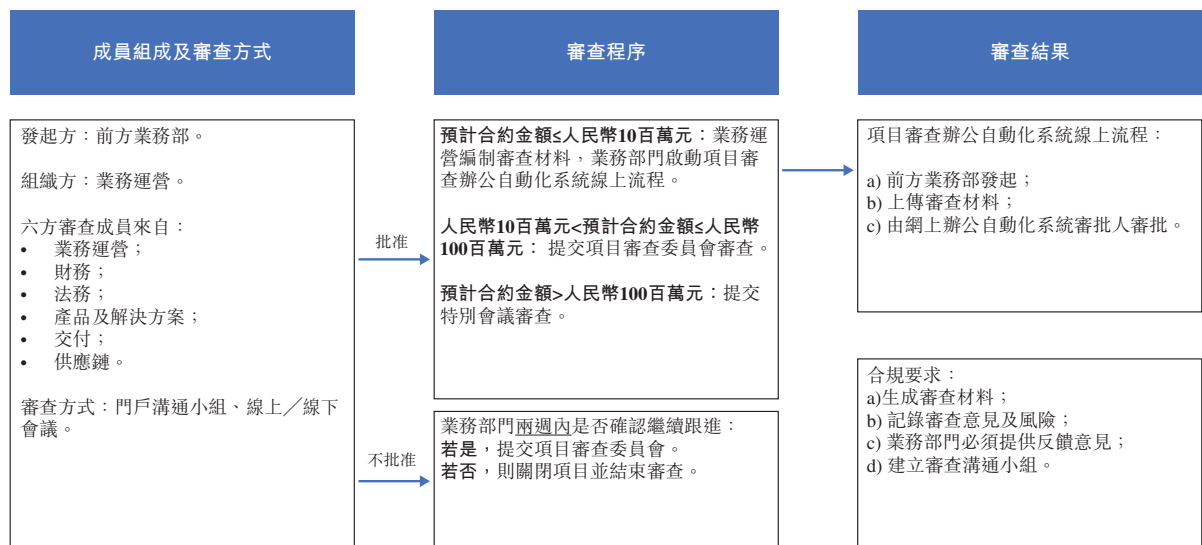 成員組成及審查方式
審查程序
審查結果
發起方：前方業務部。
組織方：業務運營。
六方審查成員來自：
• 業務運營；
• 財務；
• 法務；
• 產品及解決方案；
• 交付；
• 供應鏈。
審查方式：門戶溝通小組、線上╱線下
會議。
批准
不批准
預計合約金額≤人民幣10百萬元：業務運
營編制審查材料，業務部門啟動項目審
查辦公自動化系統線上流程。
人民幣10百萬元<預計合約金額≤人民幣
100百萬元： 提交項目審查委員會審查。
預計合約金額>人民幣100百萬元：提交
特別會議審查。
業務部門兩週內是否確認繼續跟進：
若是，提交項目審查委員會。
若否，則關閉項目並結束審查。
項目審查辦公自動化系統線上流程：
a) 前方業務部發起；
b) 上傳審查材料；
c) 由網上辦公自動化系統審批人審批。
合規要求：
a)生成審查材料；
b) 記錄審查意見及風險；
c) 業務部門必須提供反饋意見；
d) 建立審查溝通小組。